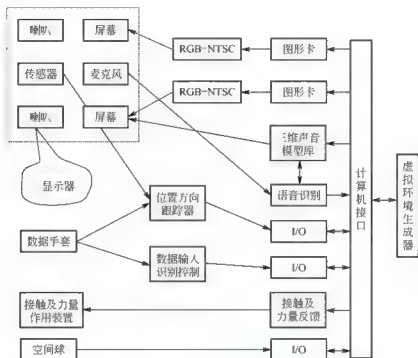 喇叭
屏幕
RGB-NTSC
图形卡
传感器
麦克风
RGB-NTSC
图形卡
喇叭
屏幕
三维声音
模型库
显示器
语音识别
计算机接口
虚拟环境生成器
位置方向
跟踪器
I/O
数据手套
数据输入
识别控制
I/O
接触及力量
作用装置
接触及
力量反馈
空间球
I/O